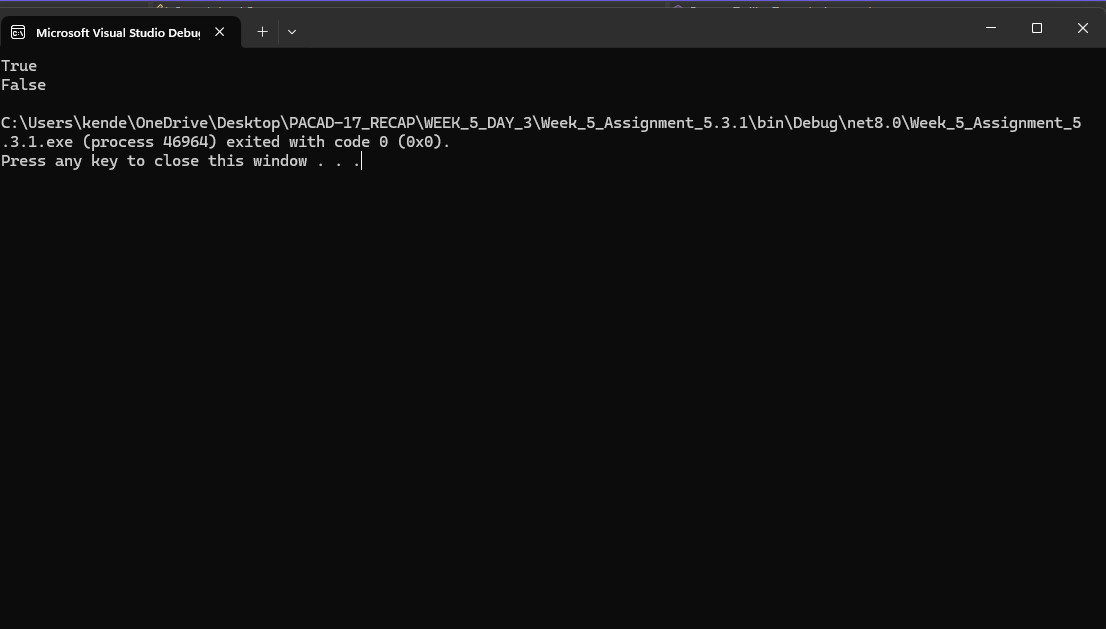 Microsoft Visual Studio Debu
True
False
C:\Users\kende\OneDrive\Desktop\PACAD-17_RECAP\WEEK_5_DAY_3\Week_5_Assignment_5.3.1\bin\Debug\net8.0\Week_5_Assignment_5
.3.1.exe (process 46964) exited with code 0 (0x0).
Press any key to close this window . . .